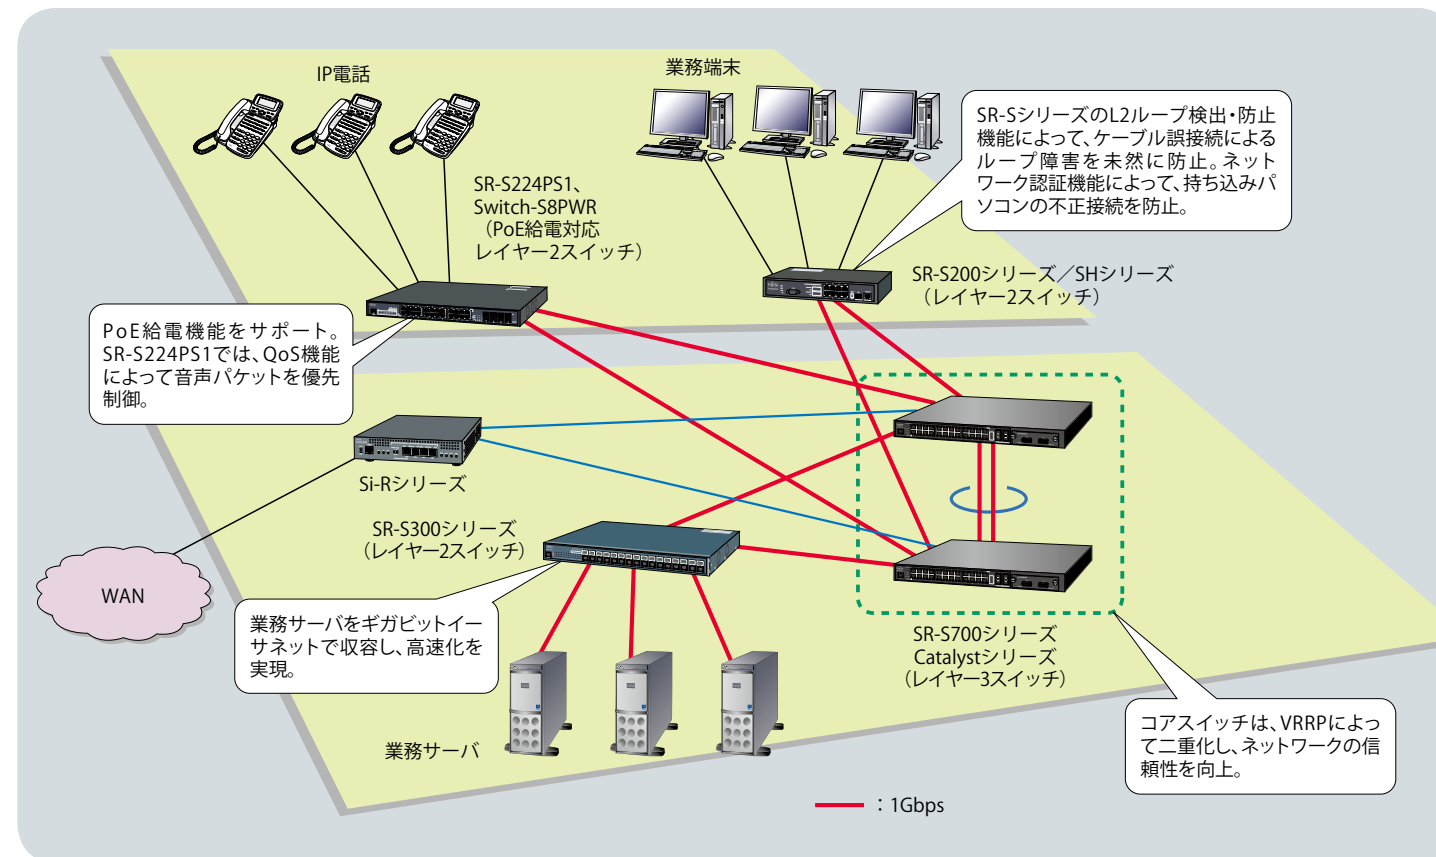 IP電話
業務端末
SR-SシリーズのL2ループ検出・防止
機能によって、ケーブル誤接続による
ループ障害を未然に防止。ネット
ワーク認証機能によって、持ち込みパ
ソコンの不正接続を防止。
SR-S224PS1、
Switch-S8PWR
（PoE給電対応
レイヤー2スイッチ）
SR-S200シリーズ／SHシリーズ
（レイヤー2スイッチ）
PoE給電機能をサポート。
SR-S224PS1では、QoS機能
によって音声パケットを優先
制御。
Si-Rシリーズ
SR-S300シリーズ
（レイヤー2スイッチ）
WAN
業務サーバをギガビットイー
サネットで収容し、高速化を
実現。
SR-S700シリーズ
Catalystシリーズ
（レイヤー3スイッチ）
業務サーバ
コアスイッチは、VRRPによっ
て二重化し、ネットワークの信
頼性を向上。
：1Gbps